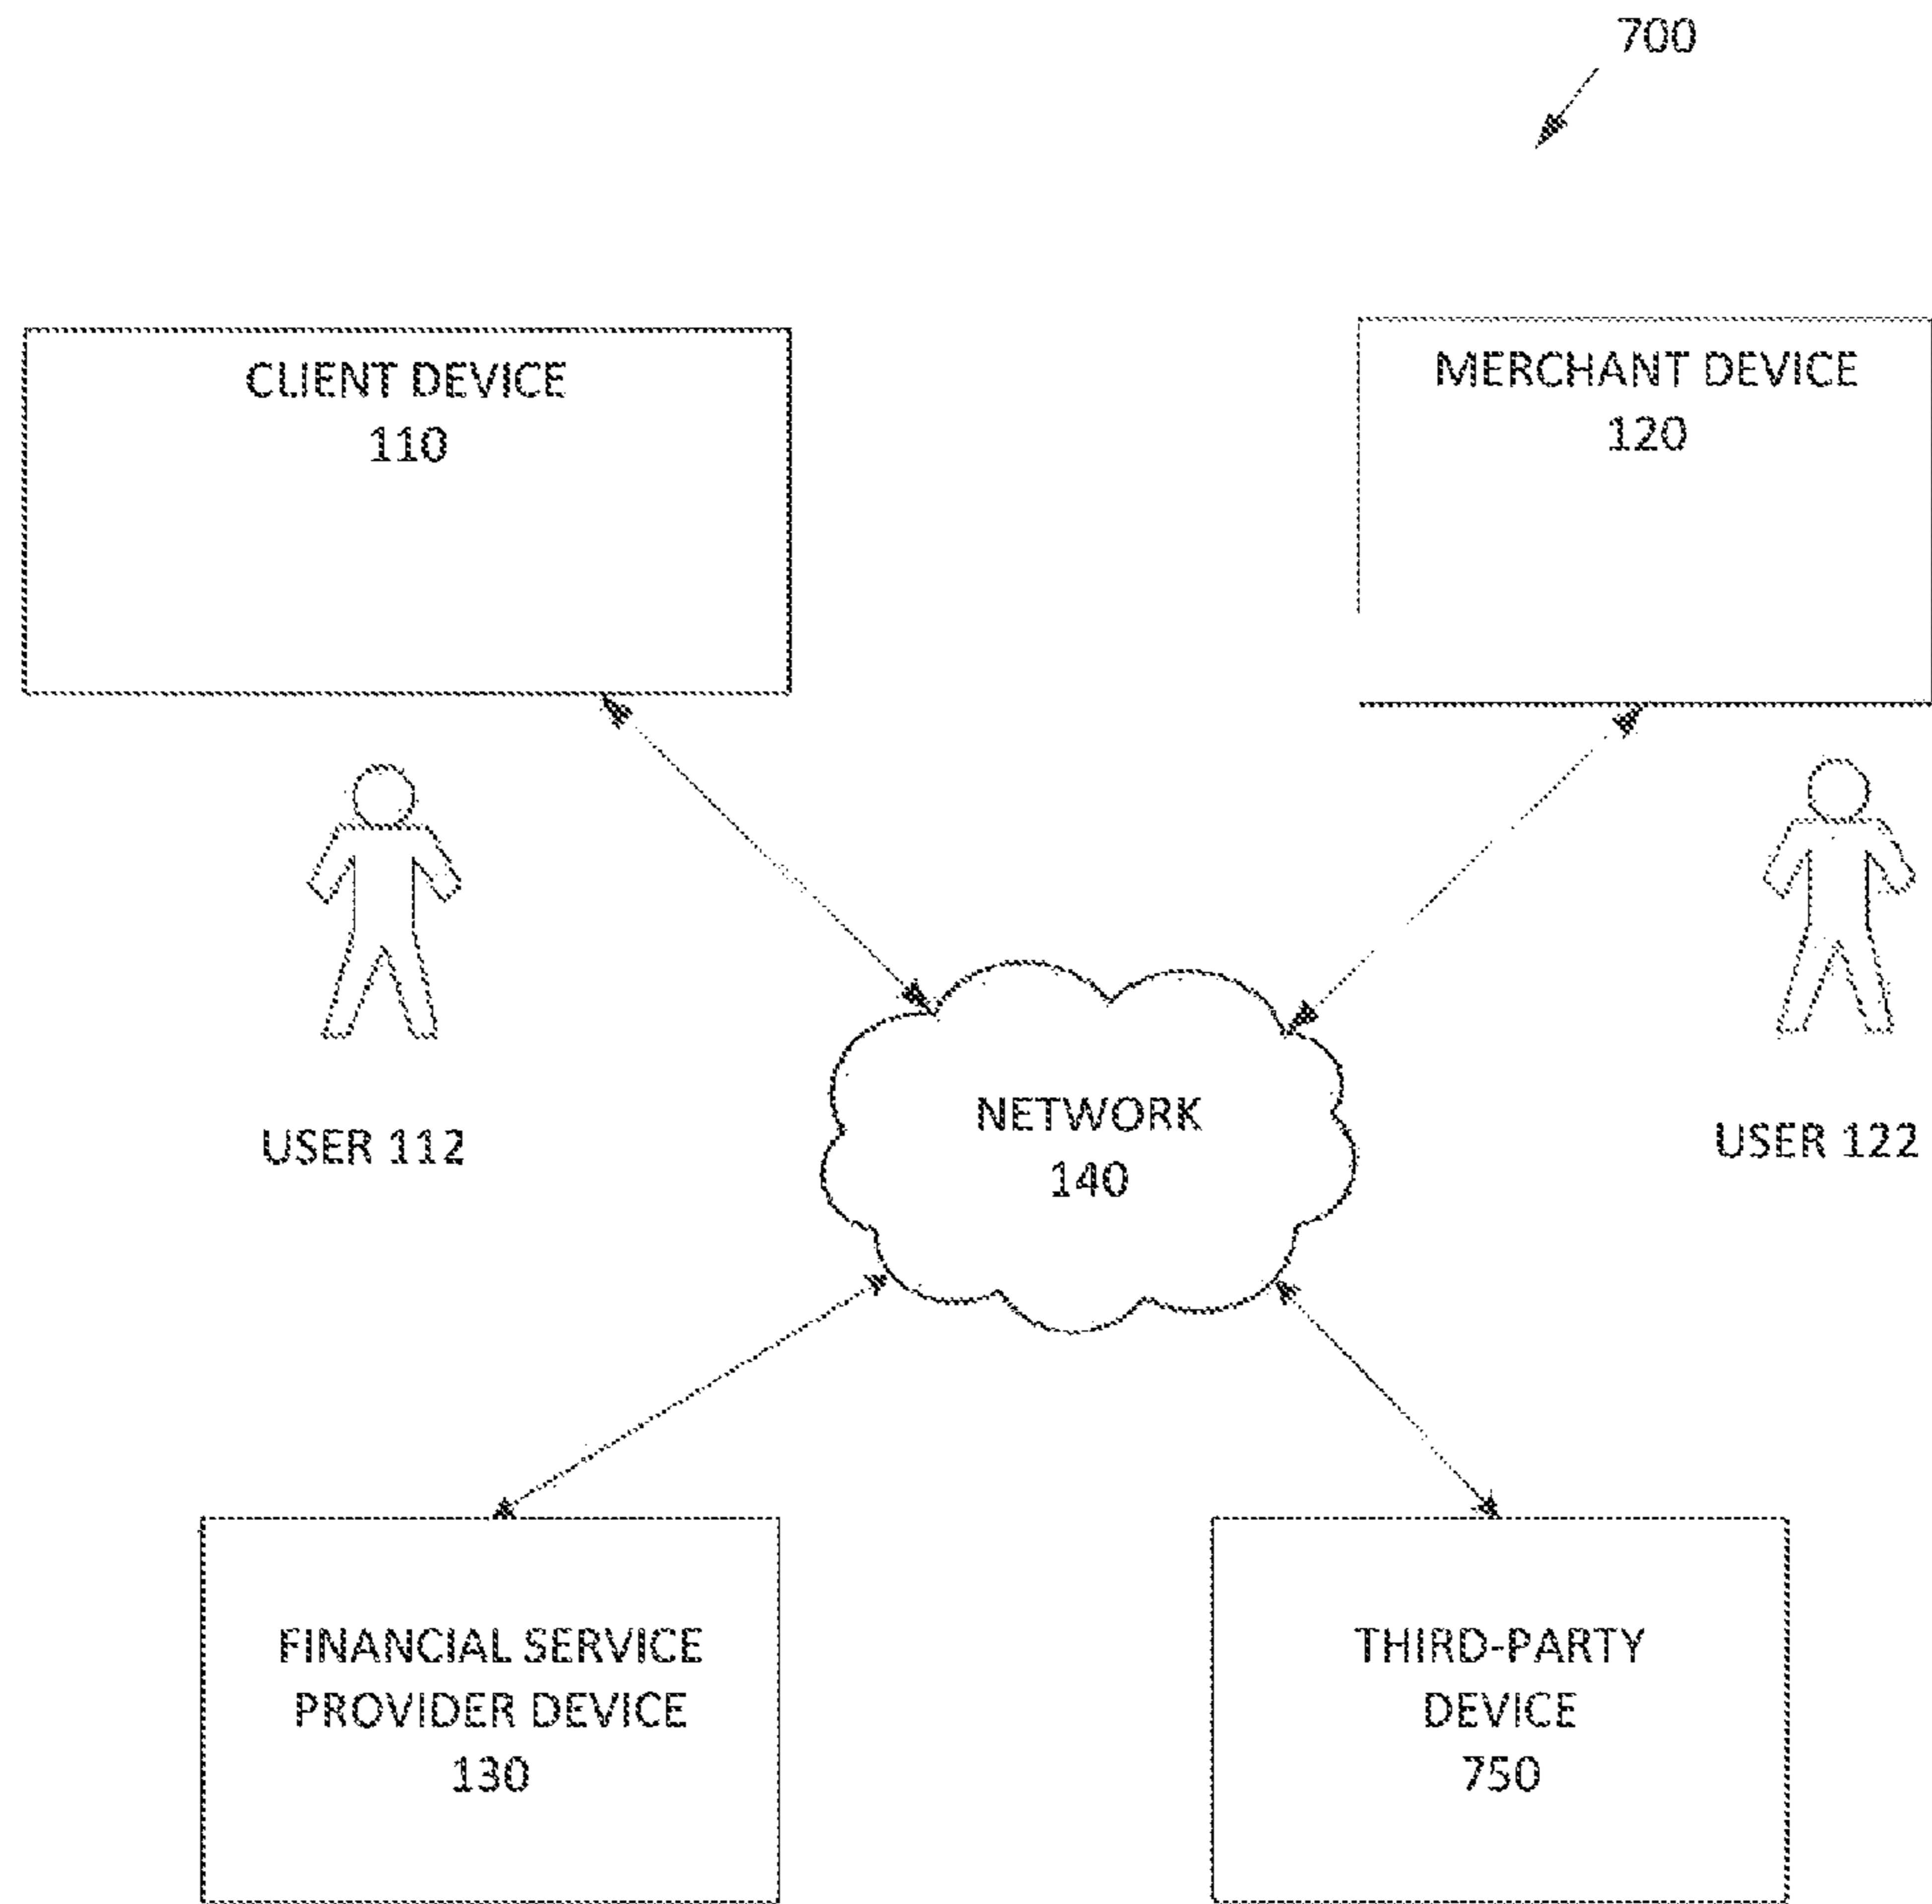 700
CLIENT DEVICE
110
MERCHANT DEVICE
120
USER 112
NETWORK
140
USER 122
FINANCIAL SERVICE
PROVIDER DEVICE
130
THIRD-PARTY
DEVICE
750